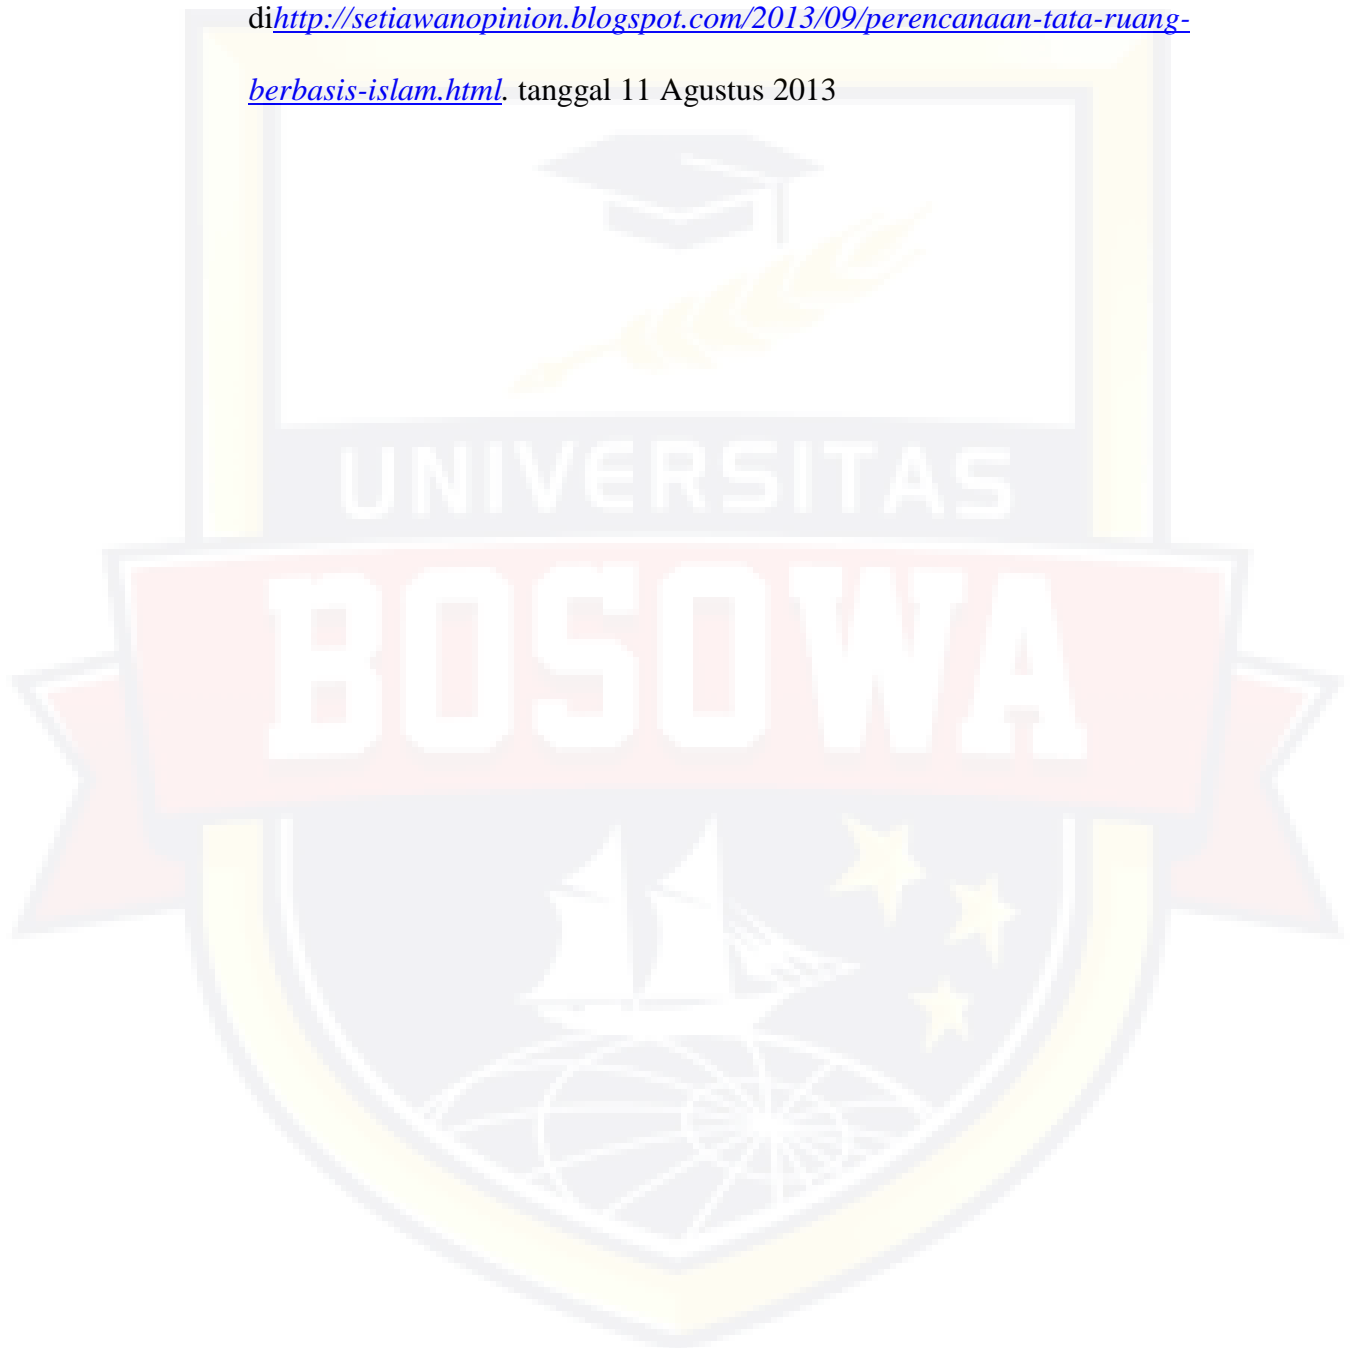 dihttp://setiawanopinion.blogspot.com/2013/09/perencanaan-tata-ruang-
berbasis-islam.html. tanggal 11 Agustus 2013
UNIVERSITAS
BOSOWA